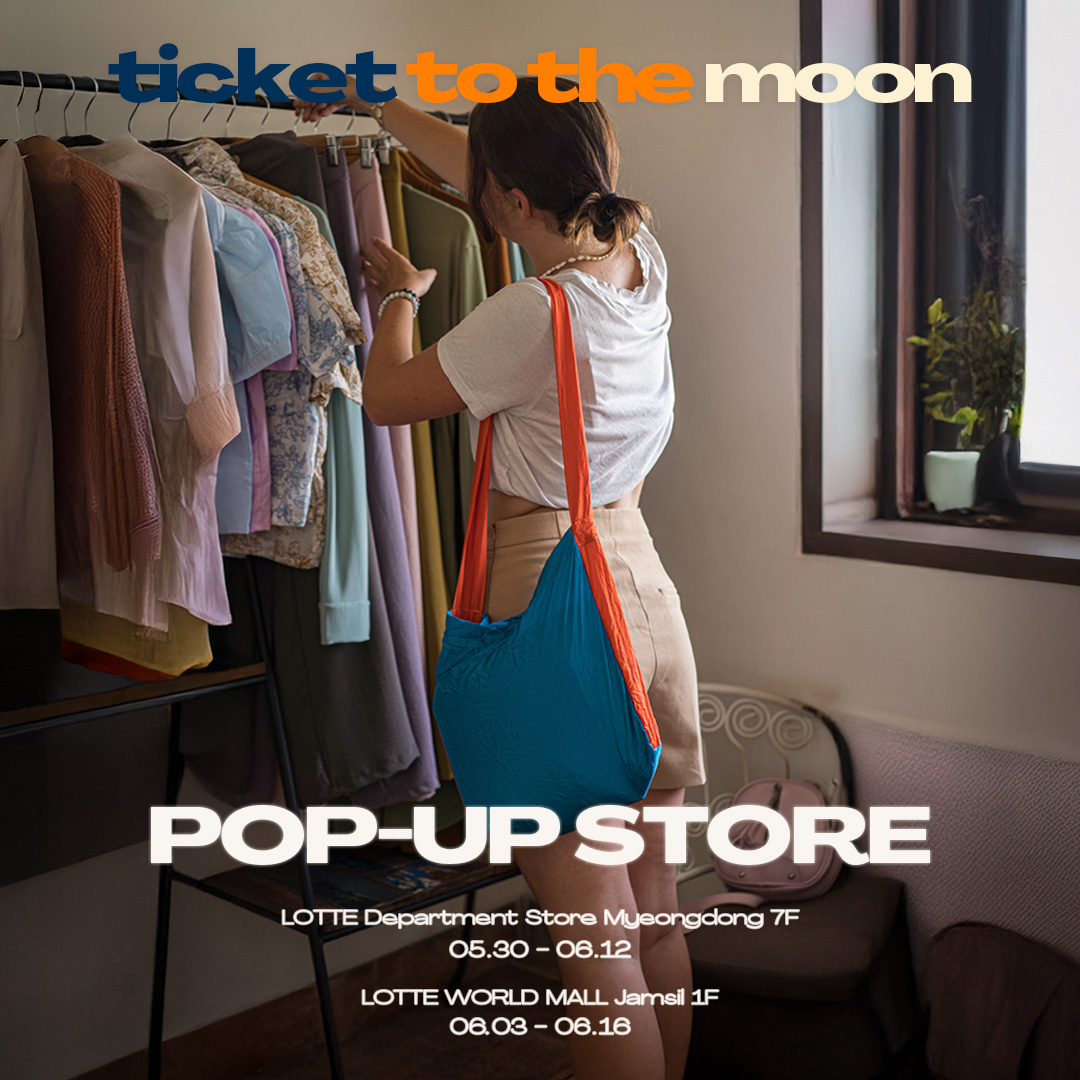 ticket to the moon
POP-UP STORE
LOTTE Department Store Myeongdong 7F
05.30 - 06.12
LOTTE WORLD MALL Jamsil 1F
06.03 - 06.16